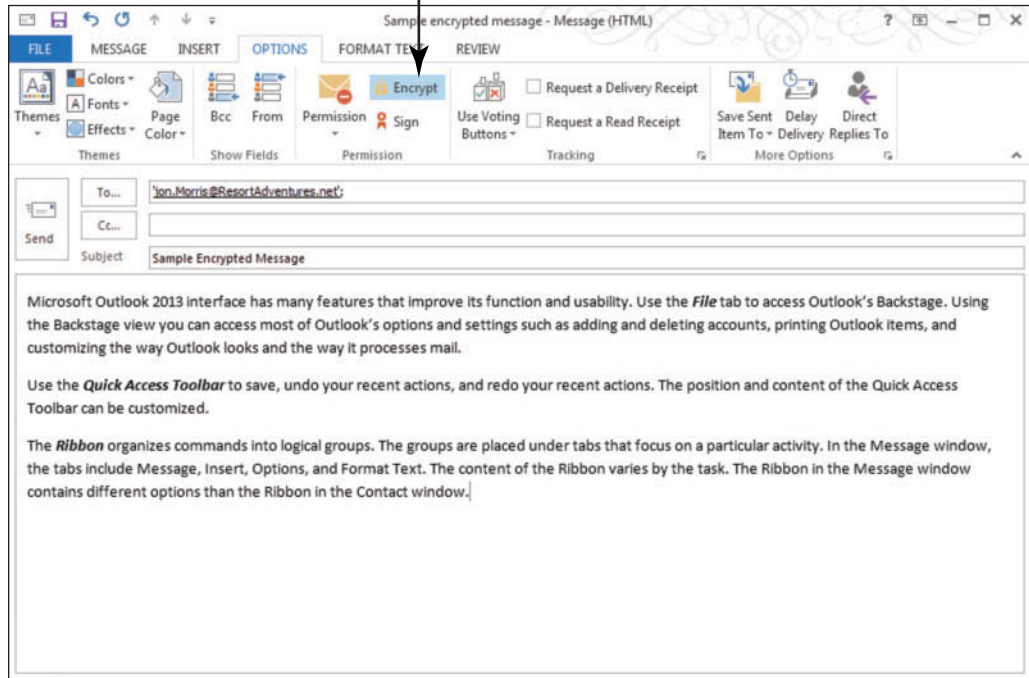 Sample encrypted message - Message (HTML)
?
FILE MESSAGE INSERT OPTIONS FORMAT TEXT REVIEW
Aa
Themes
Colors
A Fonts
Effects
Page
Color
Themes
Bcc From
Show Fields
Permission
Encrypt
Sign
Permission
Use Voting
Buttons
Request a Delivery Receipt
Request a Read Receipt
Tracking
Save Sent
Item To
Delay
Delivery
Direct
Replies To
More Options
Send
To... 'jon.Morris@ResortAdventures.net';
Cc...
Subject Sample Encrypted Message
Microsoft Outlook 2013 interface has many features that improve its function and usability. Use the File tab to access Outlook's Backstage. Using
the Backstage view you can access most of Outlook's options and settings such as adding and deleting accounts, printing Outlook items, and
customizing the way Outlook looks and the way it processes mail.
Use the Quick Access Toolbar to save, undo your recent actions, and redo your recent actions. The position and content of the Quick Access
Toolbar can be customized.
The Ribbon organizes commands into logical groups. The groups are placed under tabs that focus on a particular activity. In the Message window,
the tabs include Message, Insert, Options, and Format Text. The content of the Ribbon varies by the task. The Ribbon in the Message window
contains different options than the Ribbon in the Contact window.